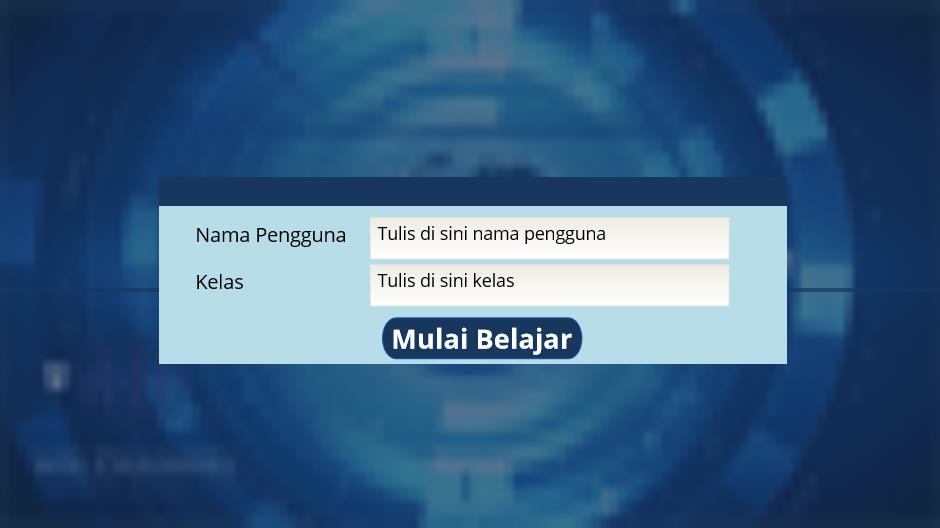 Nama Pengguna Tulis di sini nama pengguna
Kelas Tulis di sini kelas
Mulai Belajar